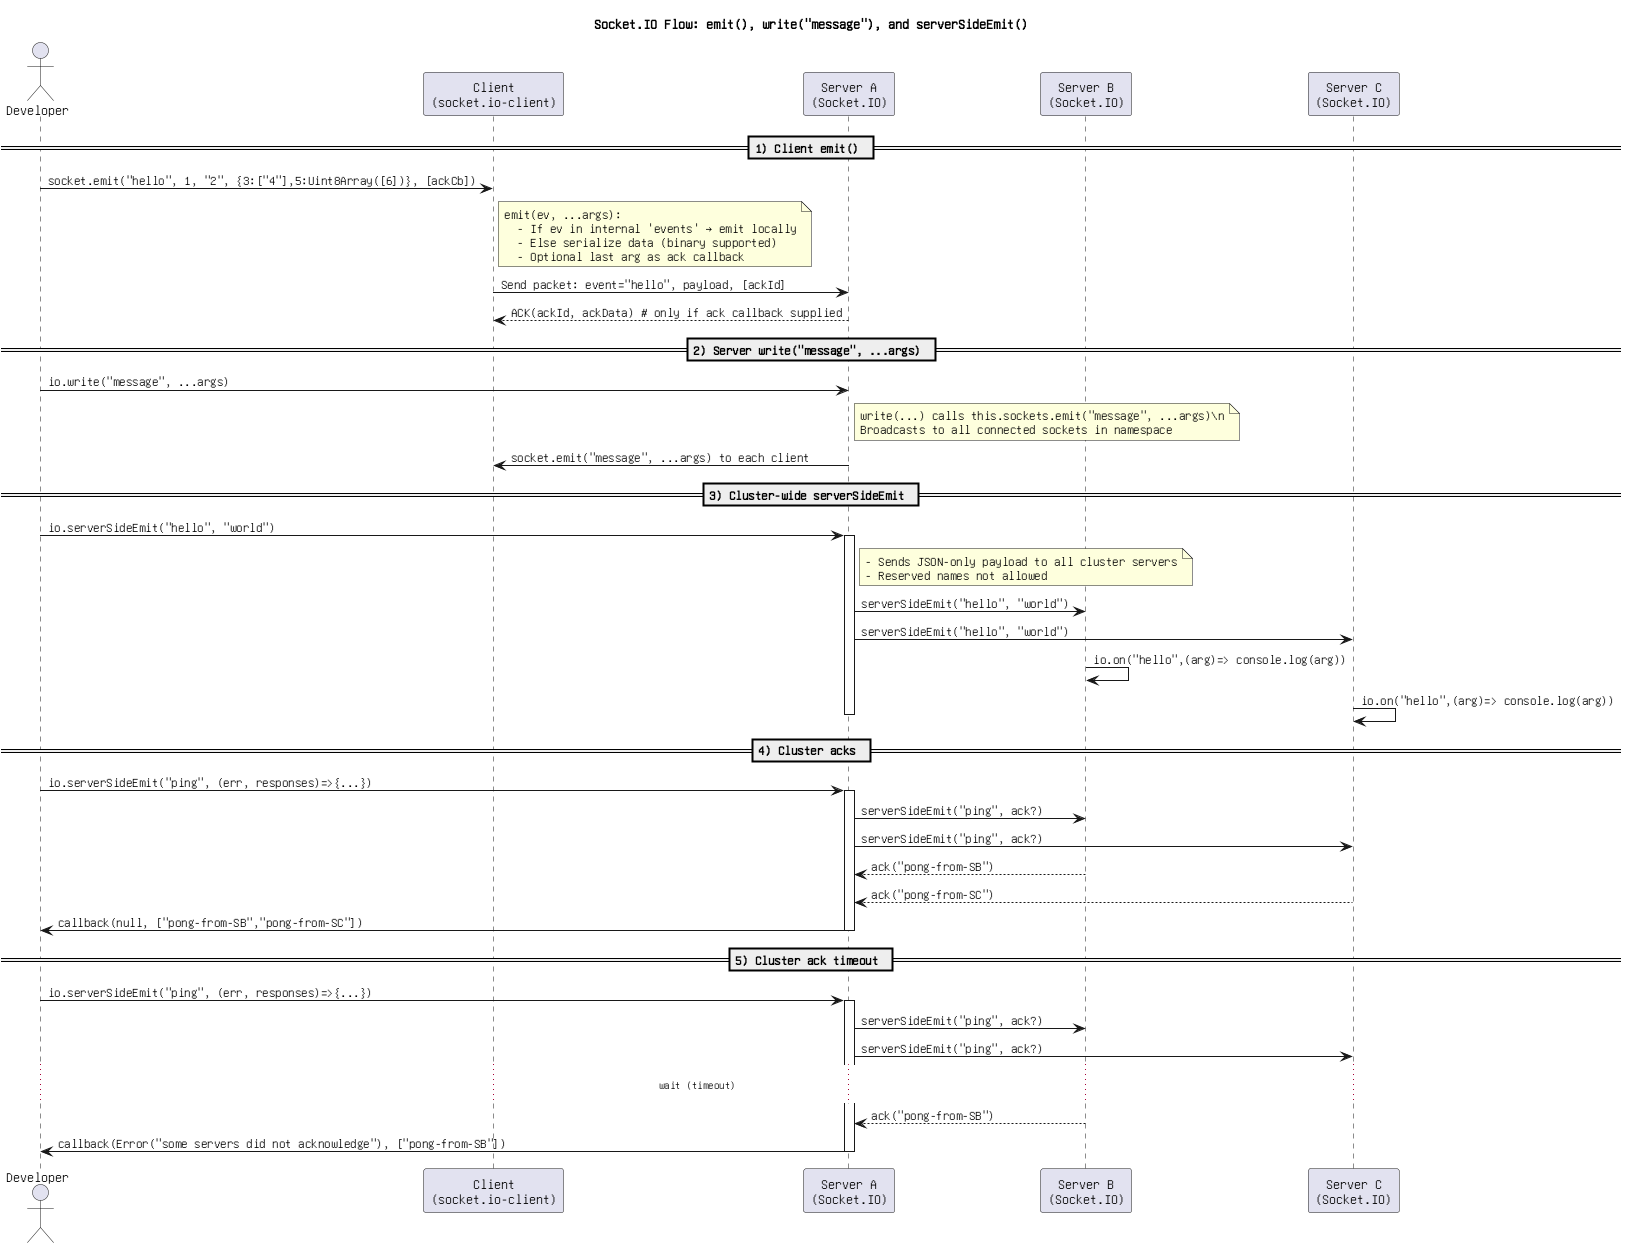 Socket.IO Flow: emit(), write("message"), and serverSideEmit()
Developer
Client
(socket.io-client)
Server A
(Socket.IO)
Server B
(Socket.IO)
Server C
(Socket.IO)
1) Client emit()
socket.emit("hello", 1, "2", {3:["4"],5:Uint8Array([6])}, [ackCb])
emit(ev, ...args):
- If ev in internal 'events' → emit locally
- Else serialize data (binary supported)
- Optional last arg as ack callback
Send packet: event="hello", payload, [ackId]
ACK(ackId, ackData) # only if ack callback supplied
2) Server write("message", ...args)
io.write("message", ...args)
write(...) calls this.sockets.emit("message", ...args)\n
Broadcasts to all connected sockets in namespace
socket.emit("message", ...args) to each client
3) Cluster-wide serverSideEmit
io.serverSideEmit("hello", "world")
- Sends JSON-only payload to all cluster servers
- Reserved names not allowed
serverSideEmit("hello", "world")
serverSideEmit("hello", "world")
io.on("hello",(arg)=> console.log(arg))
io.on("hello",(arg)=> console.log(arg))
4) Cluster acks
io.serverSideEmit("ping", (err, responses)=>{...})
serverSideEmit("ping", ack?)
serverSideEmit("ping", ack?)
ack("pong-from-SB")
ack("pong-from-SC")
callback(null, ["pong-from-SB","pong-from-SC"])
5) Cluster ack timeout
io.serverSideEmit("ping", (err, responses)=>{...})
serverSideEmit("ping", ack?)
serverSideEmit("ping", ack?)
wait (timeout)
ack("pong-from-SB")
callback(Error("some servers did not acknowledge"), ["pong-from-SB"])
Developer
Client
(socket.io-client)
Server A
(Socket.IO)
Server B
(Socket.IO)
Server C
(Socket.IO)